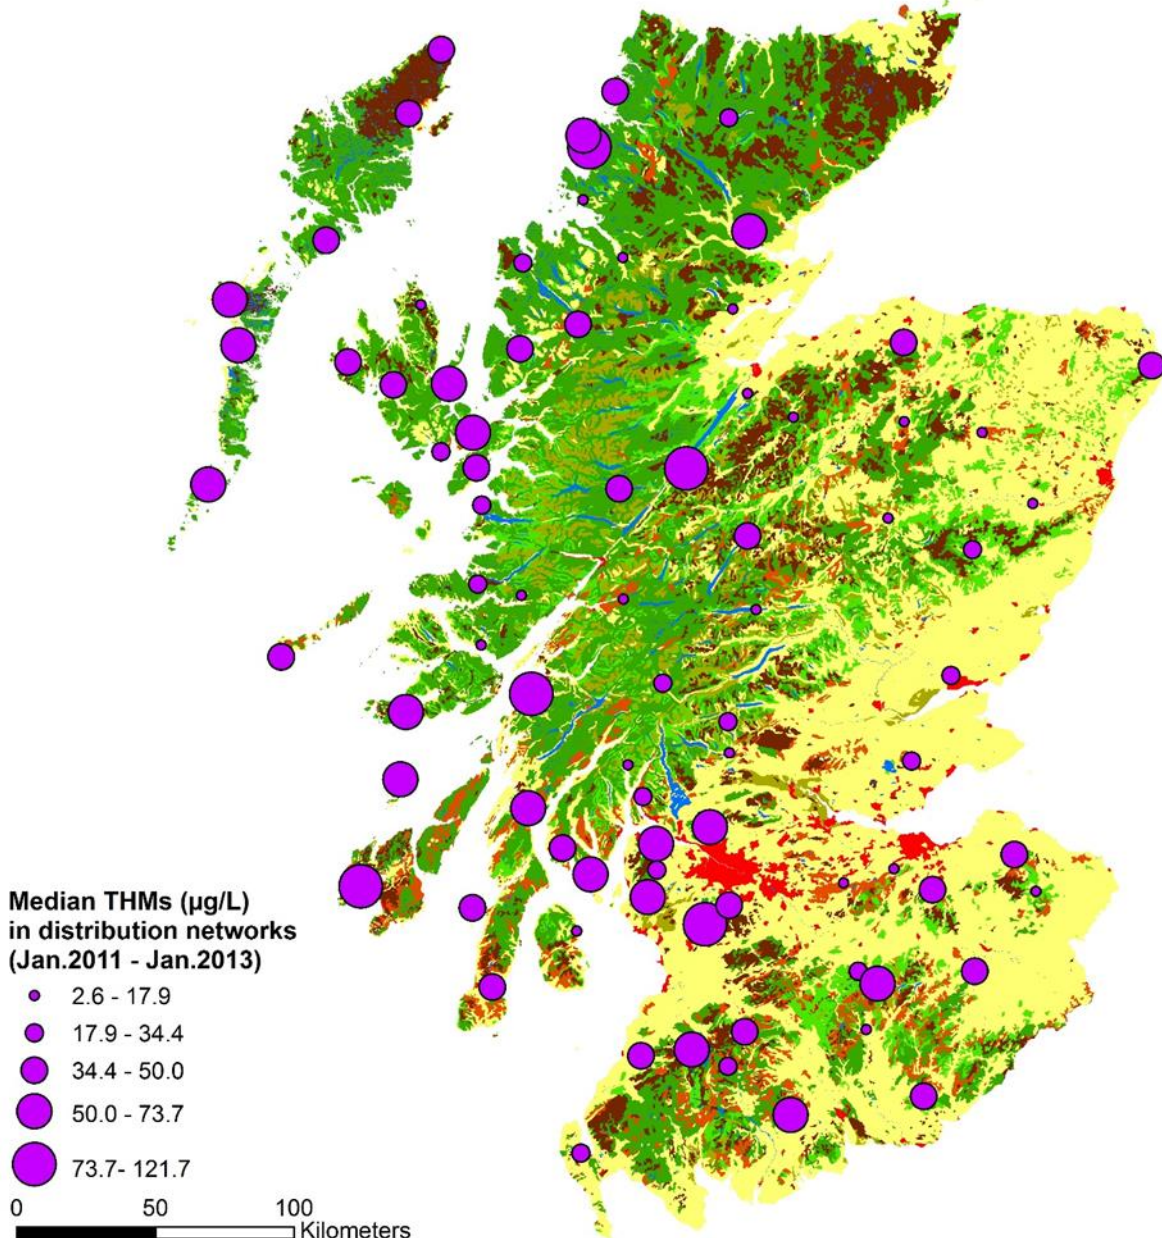 Median THMs (µg/L)
in distribution networks
(Jan.2011 - Jan.2013)
2.6 - 17.9
17.9 - 34.4
34.4 - 50.0
50.0 - 73.7
73.7- 121.7
0 50 100
Kilometers